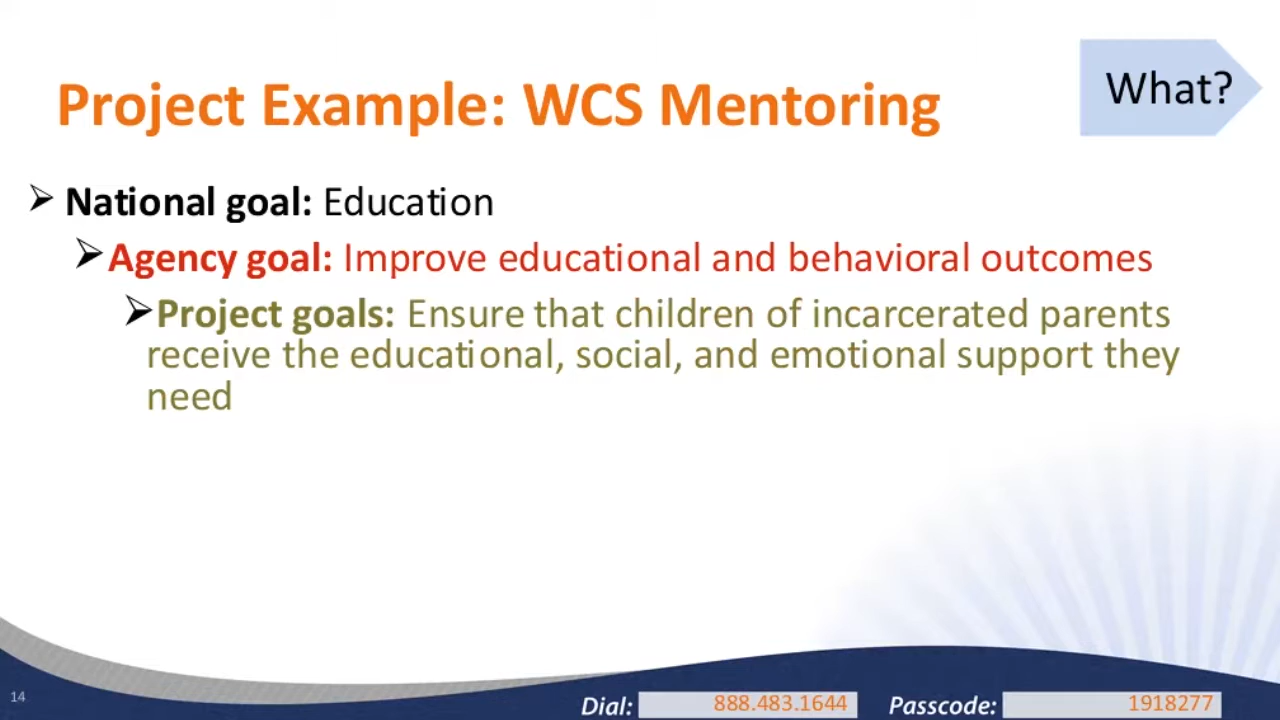 What?
Project Example: WCS Mentoring
National goal: Education
Agency goal: Improve educational and behavioral outcomes
Project goals: Ensure that children of incarcerated parents
receive the educational, social, and emotional support they
need
14
Dial: 888.483.1644 Passcode: 1918277